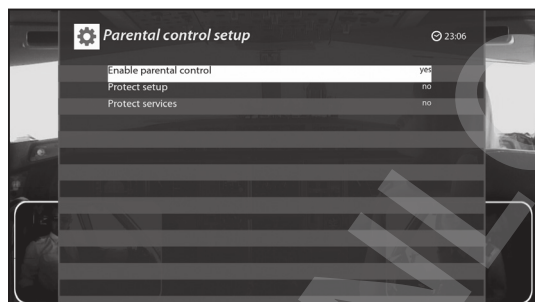 Parental control setup
23:06
Enable parental control yes
Protect setup no
Protect services no